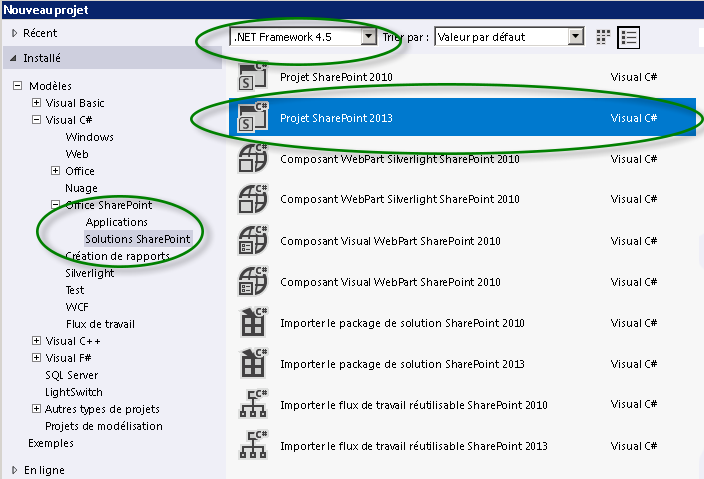 Nouveau projet
Récent
Installé
Modèles
Visual Basic
Visual C#
Windows
Web
Office
Nuage
Office SharePoint
Applications
Solutions SharePoint
Création de rapports
Silverlight
Test
WCF
Flux de travail
Visual C++
Visual F#
SQL Server
LightSwitch
Autres types de projets
Projets de modélisation
Exemples
En ligne
.NET Framework 4.5 Trier par : Valeur par défaut
C# S Projet SharePoint 2010 Visual C#
C# S Projet SharePoint 2013 Visual C#
C# Composant WebPart Silverlight SharePoint 2010 Visual C#
C# Composant WebPart Silverlight SharePoint 2010 Visual C#
C# Composant Visual WebPart SharePoint 2010 Visual C#
C# Composant Visual WebPart SharePoint 2010 Visual C#
C# Importer le package de solution SharePoint 2010 Visual C#
C# Importer le package de solution SharePoint 2013 Visual C#
C# Importer le flux de travail réutilisable SharePoint 2010 Visual C#
C# Importer le flux de travail réutilisable SharePoint 2013 Visual C#